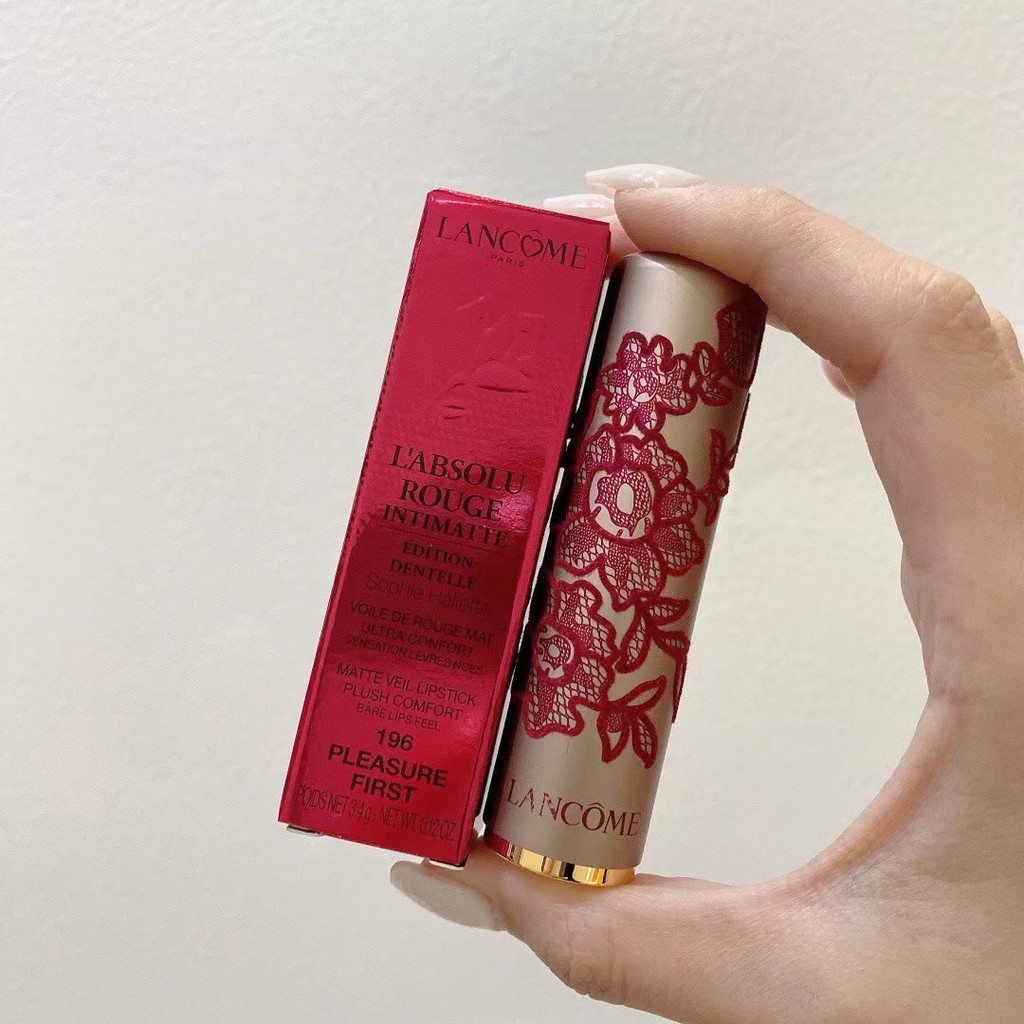 LANCÔME
PARIS
L'ABSOLU
ROUGE
INTIMATTE
ÉDITION
DENTELLE
Sophie Hallette
VOILE DE ROUGE MAT
ULTRA CONFORT
SENSATION LÈVRES NUES
MATTE VEIL LIPSTICK
PLUSH COMFORT
BARE LIPS FEEL
196
PLEASURE
FIRST
POIDS NET 3.4g - NET WT. 0.12 OZ.
LANCÔME